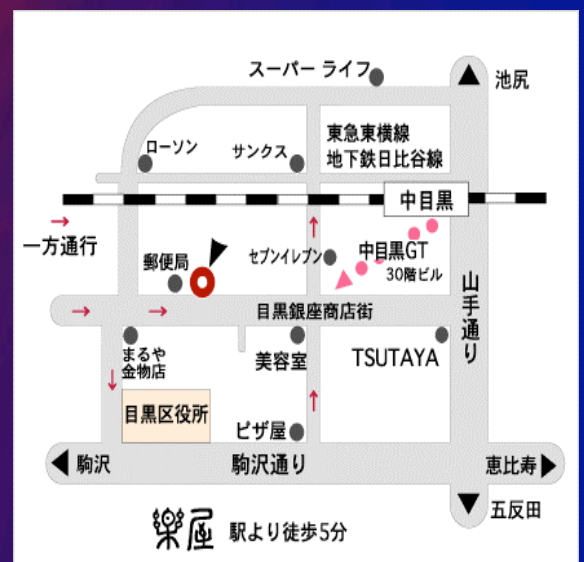 スーパー ライフ
池尻
ローソン
サンクス
東急東横線
地下鉄日比谷線
中目黒
→
一方通行
郵便局
セブンイレブン
中目黒GT
30階ビル
山手通り
目黒銀座商店街
まるや
金物店
美容室
TSUTAYA
目黒区役所
ピザ屋
駒沢
駒沢通り
恵比寿
五反田
楽屋 駅より徒歩5分